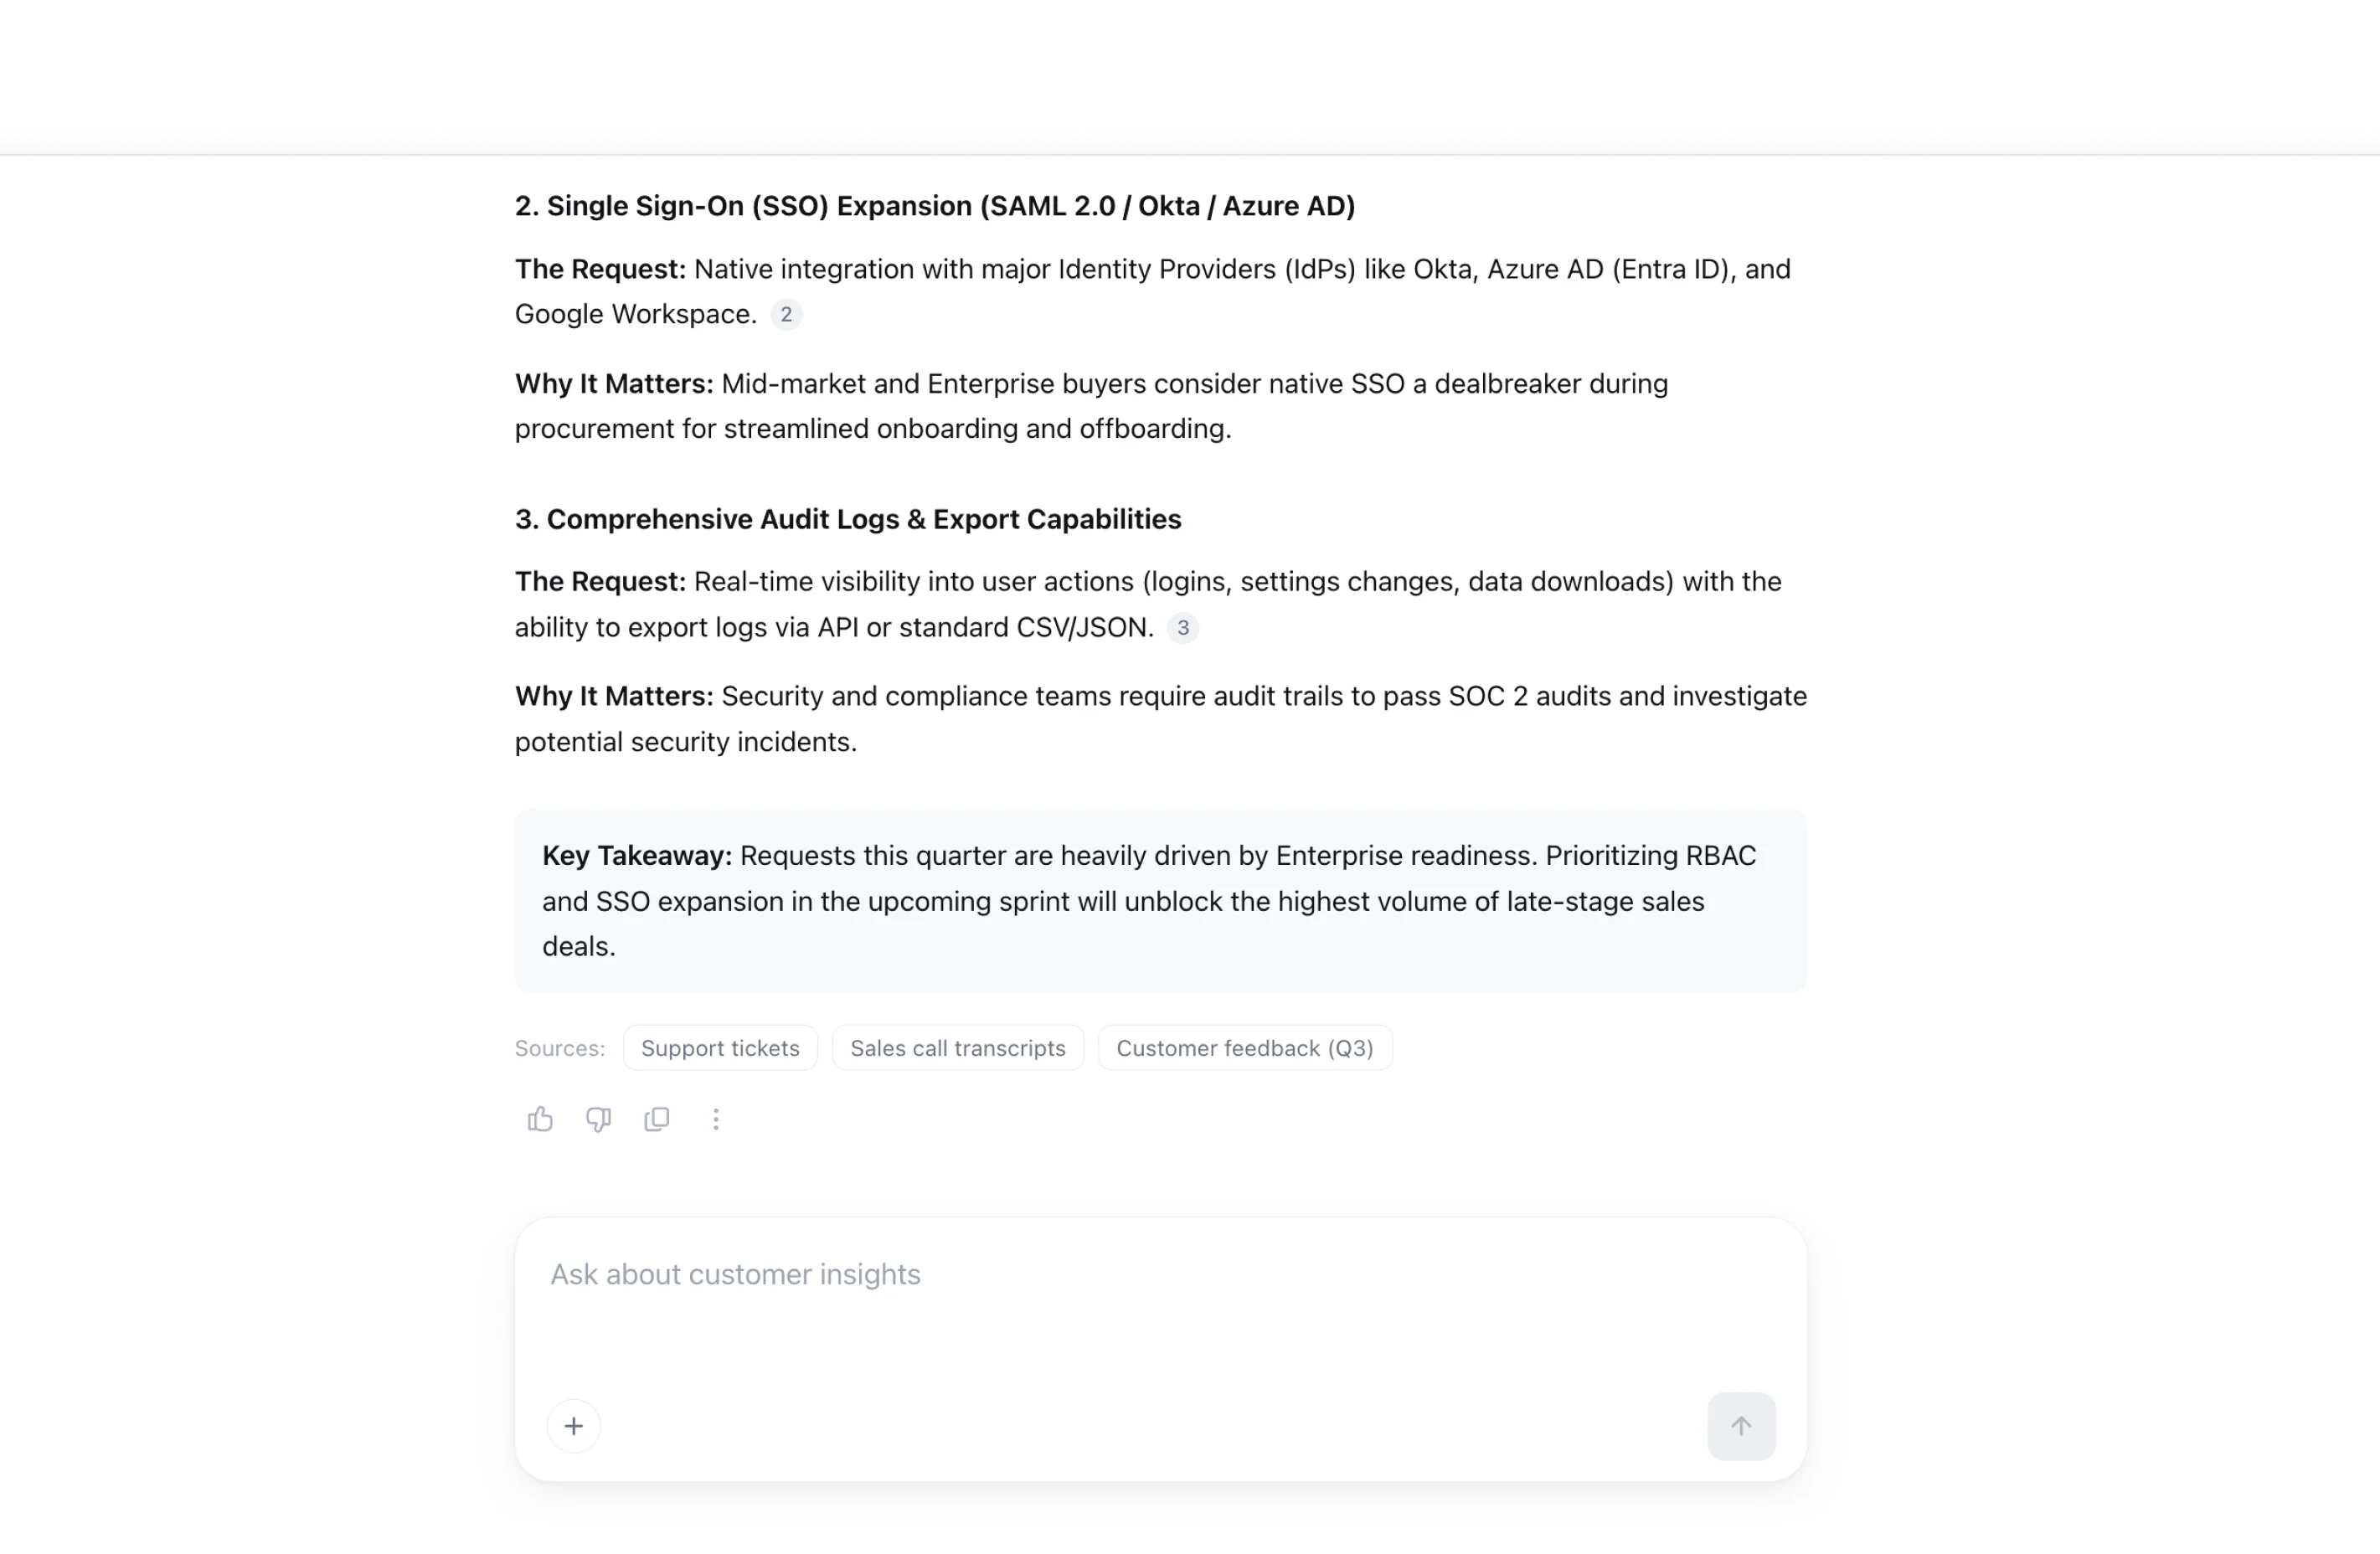 2. Single Sign-On (SSO) Expansion (SAML 2.0 / Okta / Azure AD)
The Request: Native integration with major Identity Providers (IdPs) like Okta, Azure AD (Entra ID), and
Google Workspace. 2
Why It Matters: Mid-market and Enterprise buyers consider native SSO a dealbreaker during
procurement for streamlined onboarding and offboarding.
3. Comprehensive Audit Logs & Export Capabilities
The Request: Real-time visibility into user actions (logins, settings changes, data downloads) with the
ability to export logs via API or standard CSV/JSON. 3
Why It Matters: Security and compliance teams require audit trails to pass SOC 2 audits and investigate
potential security incidents.
Key Takeaway: Requests this quarter are heavily driven by Enterprise readiness. Prioritizing RBAC
and SSO expansion in the upcoming sprint will unblock the highest volume of late-stage sales
deals.
Sources: Support tickets Sales call transcripts Customer feedback (Q3)
Ask about customer insights